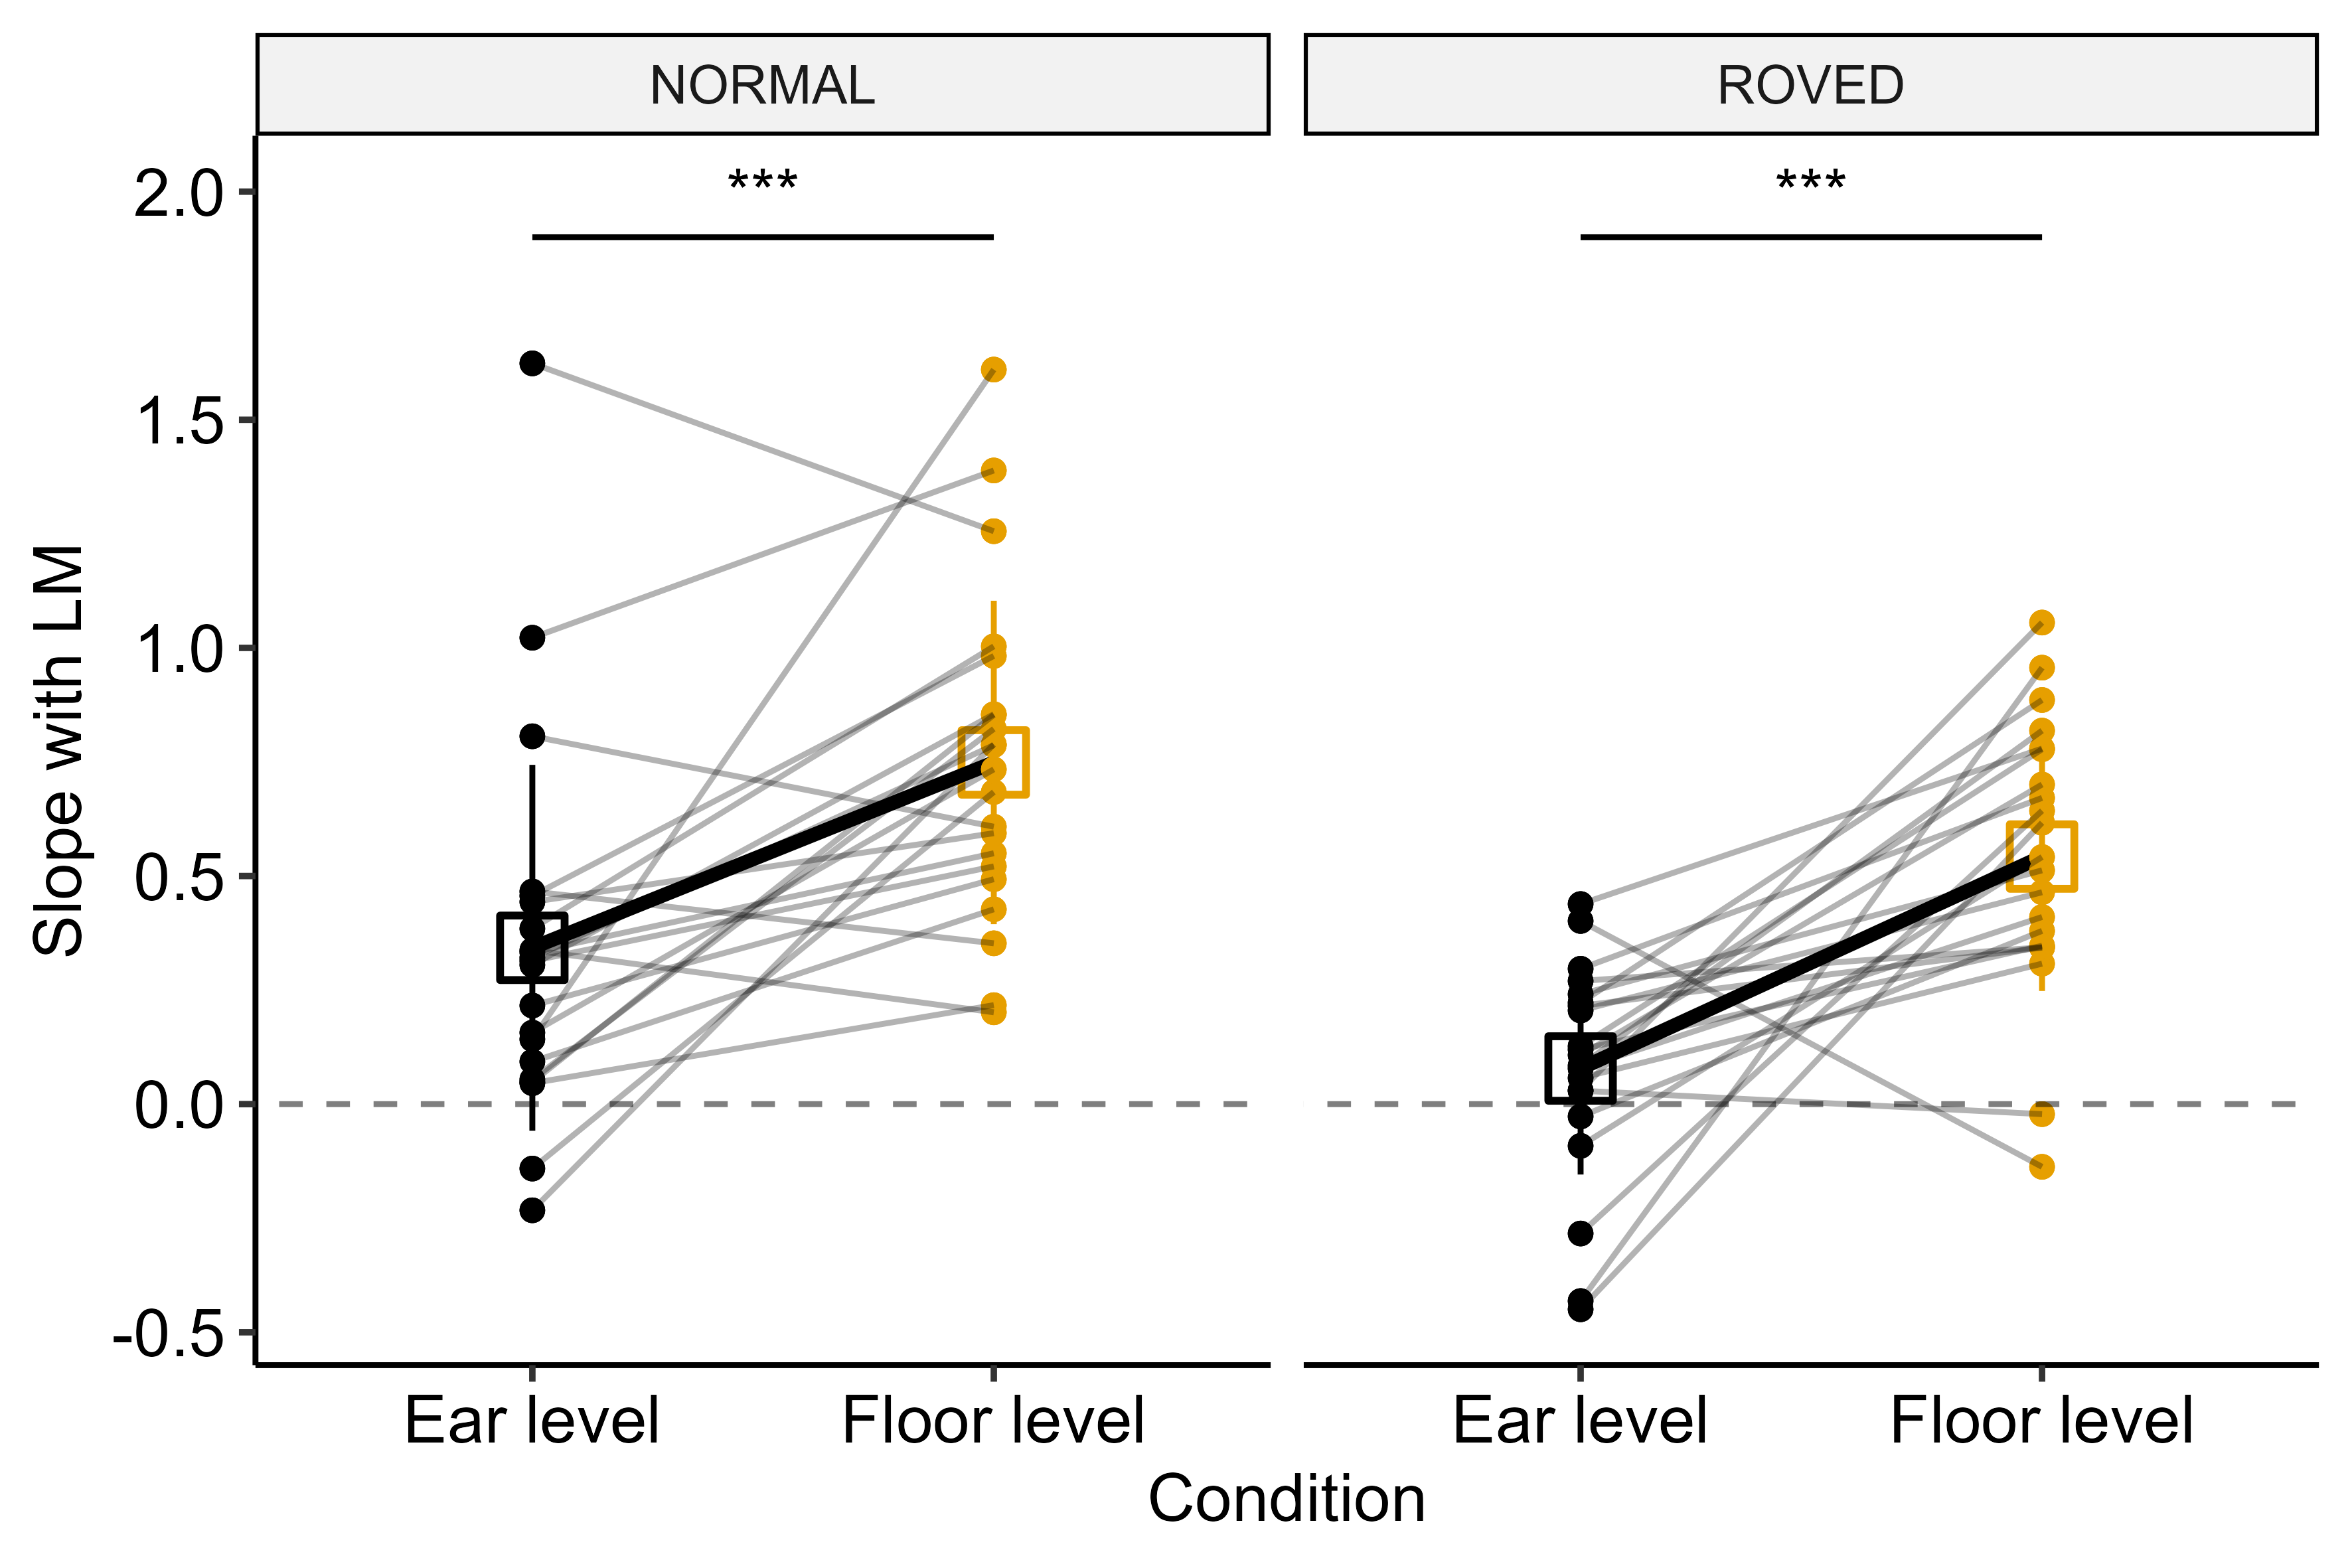 NORMAL
ROVED
***
***
Slope with LM
2.0
1.5
1.0
0.5
0.0
-0.5
Ear level
Floor level
Ear level
Floor level
Condition